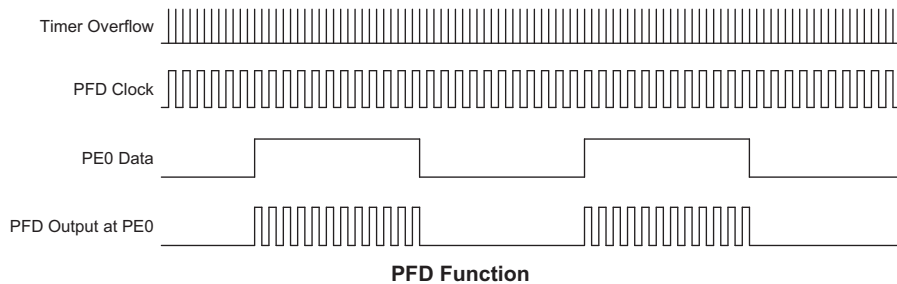 Timer Overflow
PFD Clock
PE0 Data
PFD Output at PE0
PFD Function